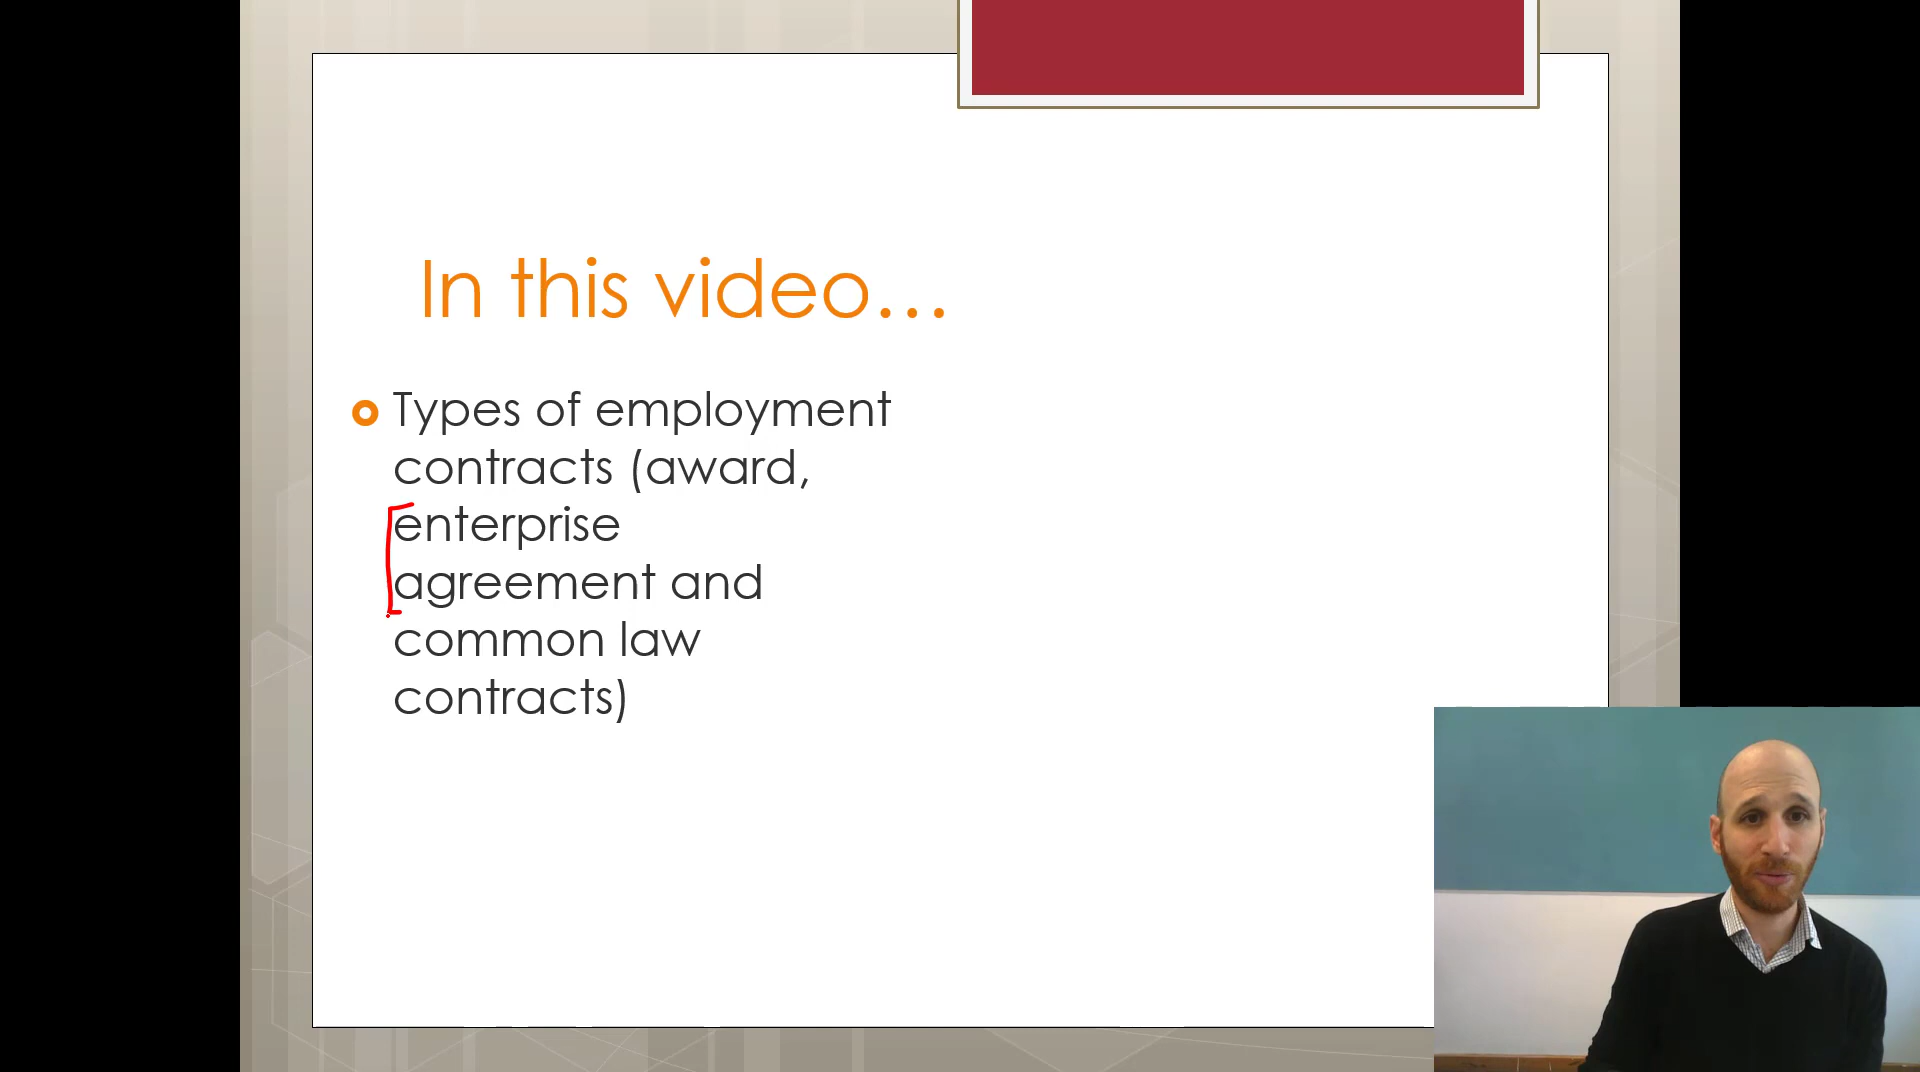 In this video...
Types of employment
contracts (award,
enterprise
agreement and
common law
contracts)